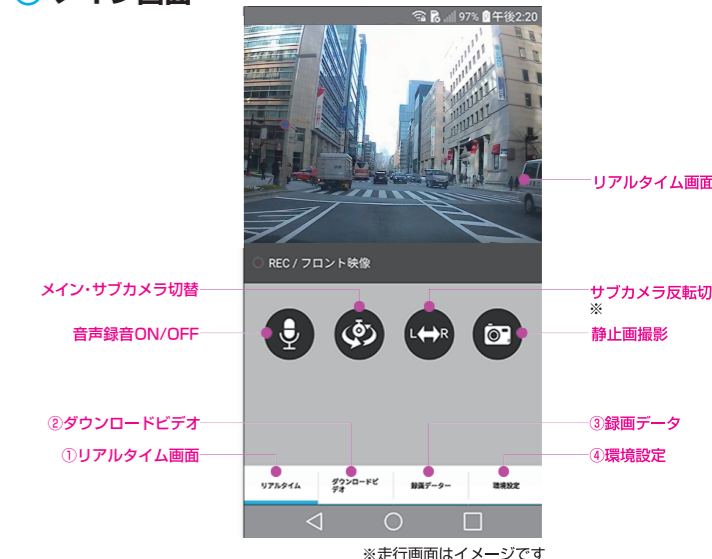 97% 午後2:20
リアルタイム画面
REC / フロント映像
メイン・サブカメラ切替
サブカメラ反転切
※
音声録音ON/OFF
静止画撮影
L R
②ダウンロードビデオ
③録画データ
①リアルタイム画面
④環境設定
リアルタイム
ダウンロードビ
デオ
録画データー
環境設定
※走行画面はイメージです